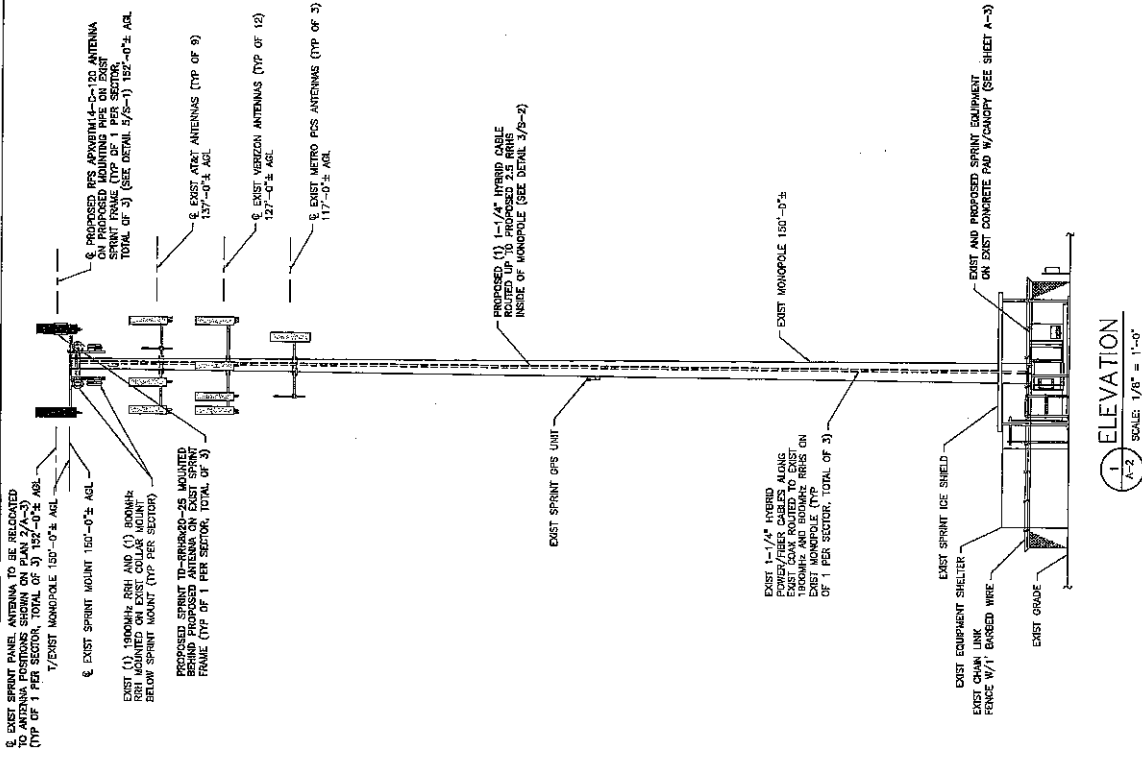 ℄ EXIST SPRINT PANEL ANTENNA TO BE RELOCATED
TO ANTENNA POSITIONS SHOWN ON PLAN 2/A-3)
(TYP OF 1 PER SECTOR, TOTAL OF 3) 152'-0"± AGL
T/EXIST MONOPOLE 150'-0"± AGL
℄ EXIST SPRINT MOUNT 150'-0"± AGL
EXIST (1) 1900MHz RRH AND (1) 800MHz
RRH MOUNTED ON EXIST COLLAR MOUNT
BELOW SPRINT MOUNT (TYP PER SECTOR)
PROPOSED SPRINT TD-RRH8x20-25 MOUNTED
BEHIND PROPOSED ANTENNA ON EXIST SPRINT
FRAME (TYP OF 1 PER SECTOR, TOTAL OF 3)
℄ PROPOSED RFS APXVBTM14-C-120 ANTENNA
ON PROPOSED MOUNTING PIPE ON EXIST
SPRINT FRAME (TYP OF 1 PER SECTOR,
TOTAL OF 3) (SEE DETAIL 5/S-1) 152'-0"± AGL
℄ EXIST AT&T ANTENNAS (TYP OF 9)
137'-0"± AGL
℄ EXIST VERIZON ANTENNAS (TYP OF 12)
127'-0"± AGL
℄ EXIST METRO PCS ANTENNAS (TYP OF 3)
117'-0"± AGL
PROPOSED (1) 1-1/4" HYBRID CABLE
ROUTED UP TO PROPOSED 2.5 RRHS
INSIDE OF MONOPOLE (SEE DETAIL 3/S-2)
EXIST SPRINT GPS UNIT
EXIST MONOPOLE 150'-0"±
EXIST 1-1/4" HYBRID
POWER/FIBER CABLES ALONG
EXIST COAX ROUTED TO EXIST
1900MHz AND 800MHz RRHS ON
EXIST MONOPOLE (TYP
OF 1 PER SECTOR, TOTAL OF 3)
EXIST SPRINT ICE SHIELD
EXIST EQUIPMENT SHELTER
EXIST CHAIN LINK
FENCE W/1' BARBED WIRE
EXIST GRADE
EXIST AND PROPOSED SPRINT EQUIPMENT
ON EXIST CONCRETE PAD W/CANOPY (SEE SHEET A-3)
1
A-2
ELEVATION
SCALE: 1/8" = 1'-0"